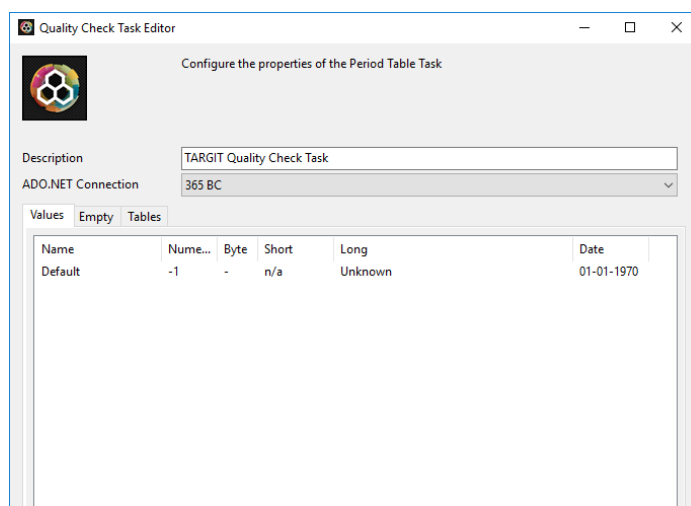 Quality Check Task Editor
Configure the properties of the Period Table Task
Description TARGIT Quality Check Task
ADO.NET Connection 365 BC
Values Empty Tables
Name Nume... Byte Short Long Date
Default -1 - n/a Unknown 01-01-1970